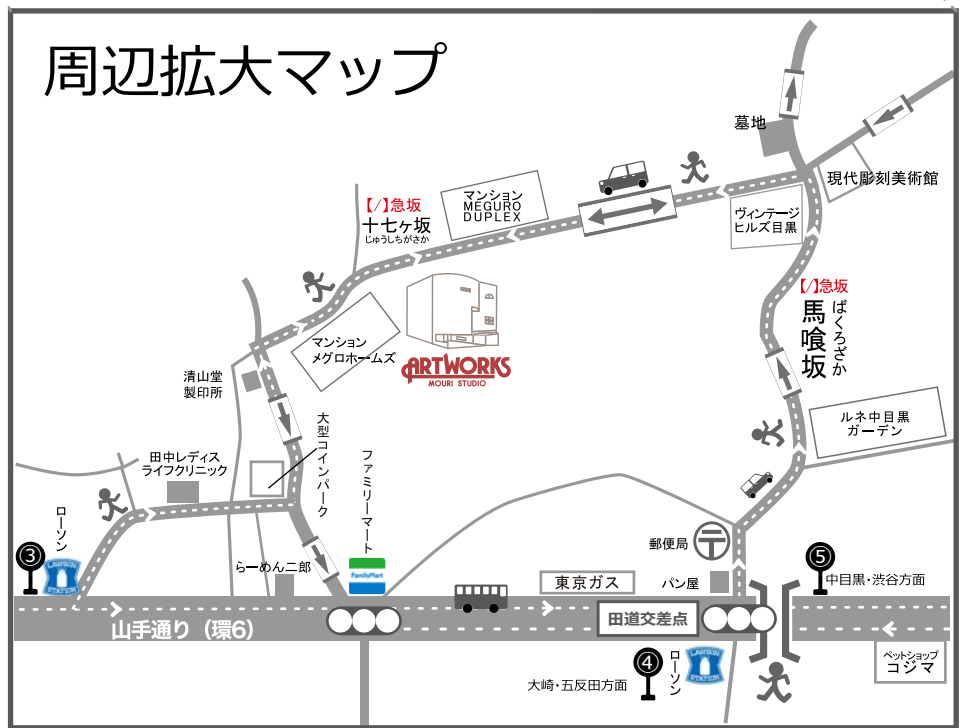 周辺拡大マップ
墓地
現代彫刻美術館
マンション
MEGURO
DUPLEX
【/】急坂
十七ヶ坂
じゅうしちがさか
ヴィンテージ
ヒルズ目黒
【/】急坂
馬喰坂
ばくろざか
マンション
メグロホームズ
ARTWORKS
MOURI STUDIO
清山堂
製印所
大型コインパーク
ルネ中目黒
ガーデン
田中レディス
ライフクリニック
ファミリーマート
ローソン
③
LAWSON
STATION
らーめん二郎
FamilyMart
郵便局
パン屋
東京ガス
⑤
中目黒・渋谷方面
山手通り（環6）
田道交差点
④
ローソン
LAWSON
STATION
大崎・五反田方面
ペットショップ
コジマ